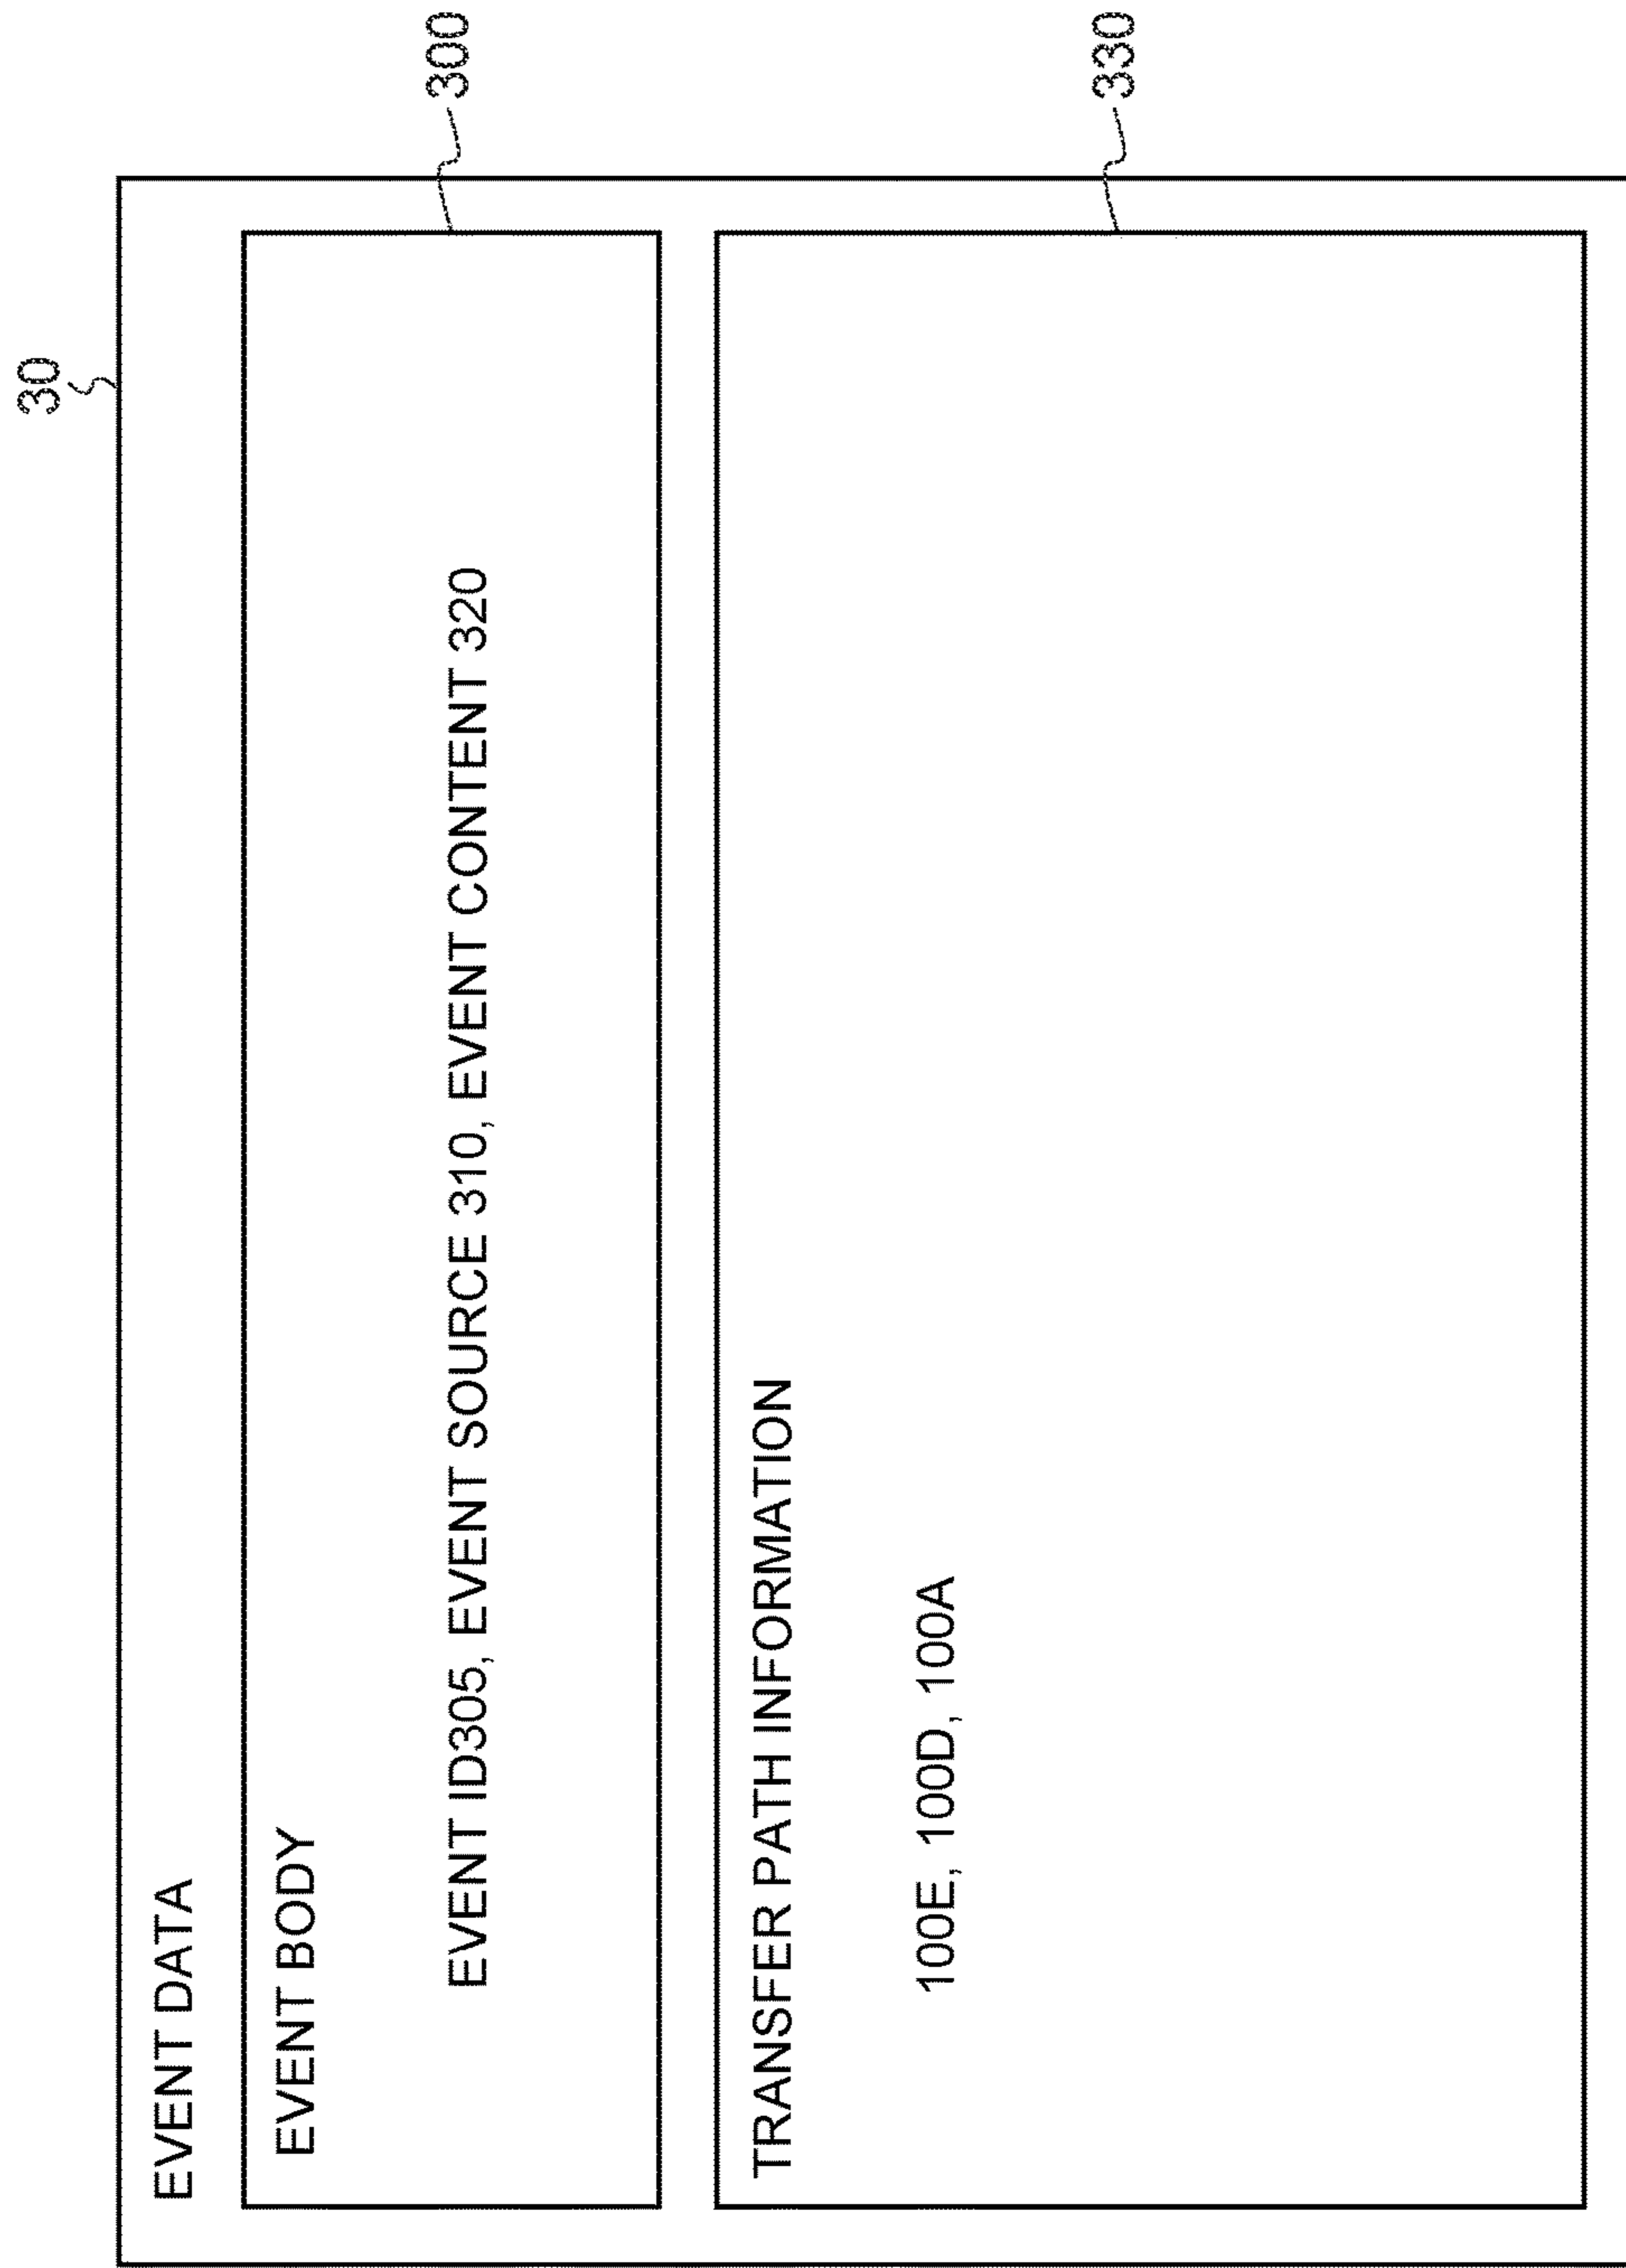 30
EVENT DATA
EVENT BODY
300
EVENT ID305, EVENT SOURCE 310, EVENT CONTENT 320
TRANSFER PATH INFORMATION
100E, 100D, 100A
330